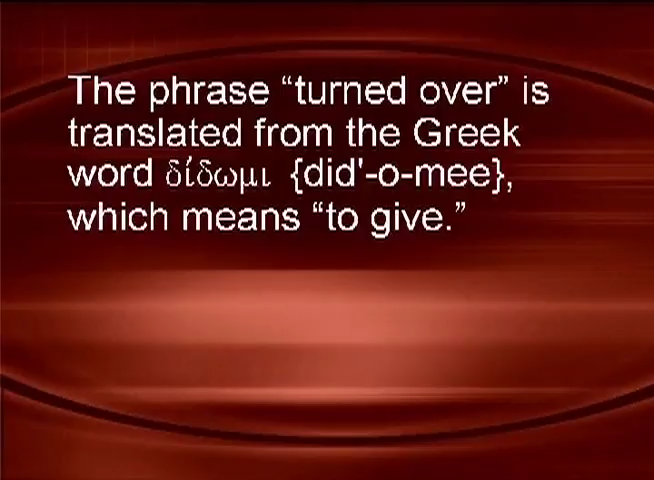 The phrase “turned over” is
translated from the Greek
word δίδωμι {did'-o-mee},
which means “to give.”